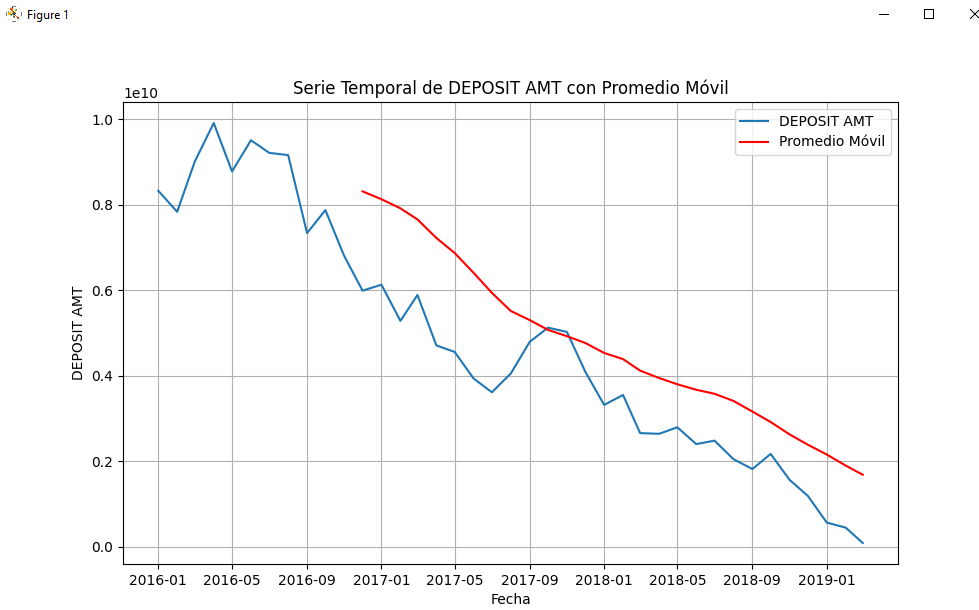 Figure 1
Serie Temporal de DEPOSIT AMT con Promedio Móvil
1e10
DEPOSIT AMT
Promedio Móvil
1.0
0.8
0.6
0.4
0.2
0.0
DEPOSIT AMT
2016-01 2016-05 2016-09 2017-01 2017-05 2017-09 2018-01 2018-05 2018-09 2019-01
Fecha